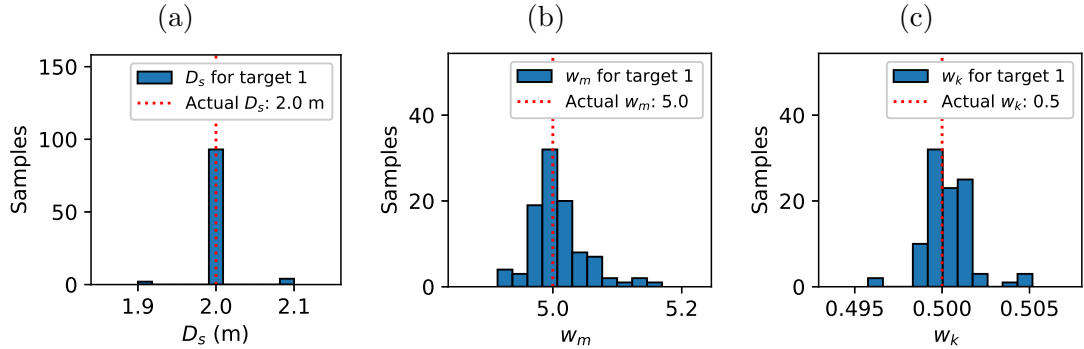 (a)
150
100
50
0
Samples
D_s for target 1
Actual D_s: 2.0 m
1.9 2.0 2.1
D_s (m)
(b)
40
20
0
Samples
w_m for target 1
Actual w_m: 5.0
5.0 5.2
w_m
(c)
40
20
0
Samples
w_k for target 1
Actual w_k: 0.5
0.495 0.500 0.505
w_k